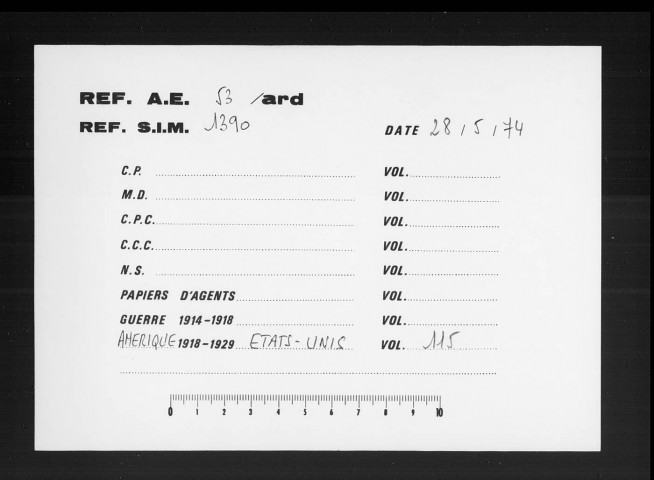 REF. A.E. 53 /ard
REF. S.I.M. 1390
DATE 28 / 5 / 74
C.P. VOL.
M.D. VOL.
C.P.C. VOL.
C.C.C. VOL.
N.S. VOL.
PAPIERS D'AGENTS VOL.
GUERRE 1914-1918 VOL.
AMERIQUE 1918-1929 ETATS-UNIS VOL. 115
0 1 2 3 4 5 6 7 8 9 10